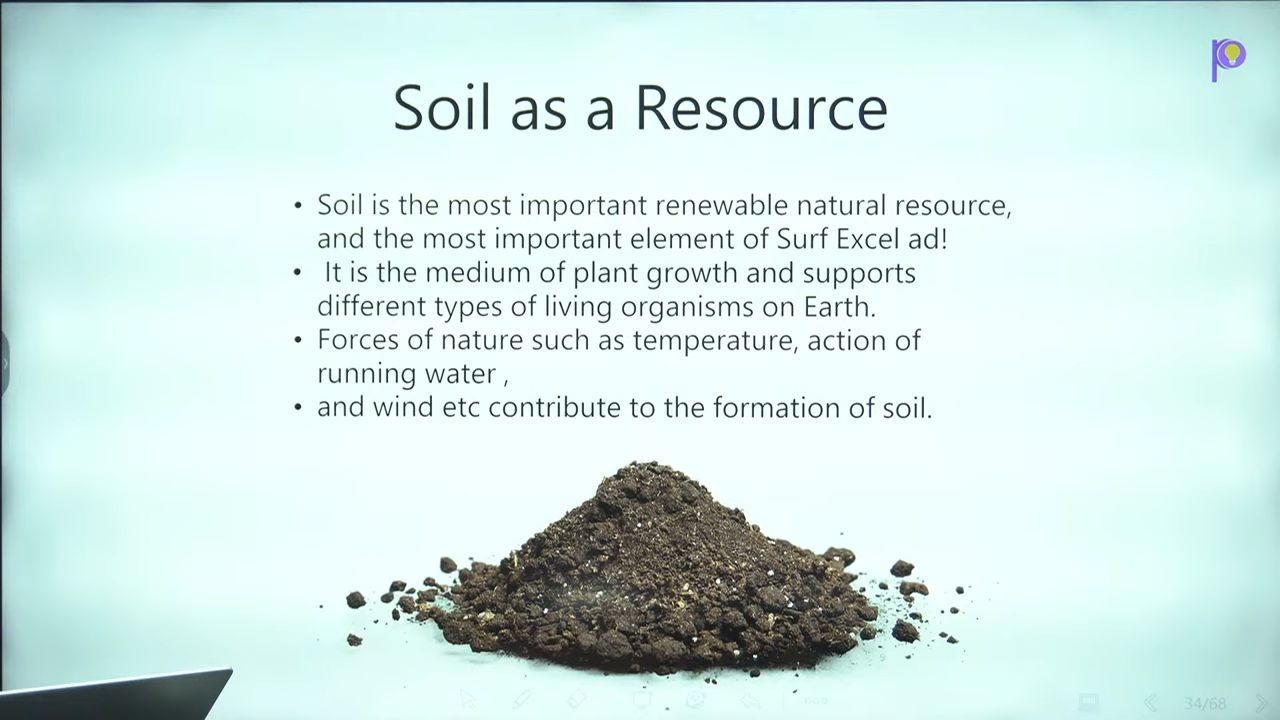 Soil as a Resource
• Soil is the most important renewable natural resource,
and the most important element of Surf Excel ad!
• It is the medium of plant growth and supports
different types of living organisms on Earth.
• Forces of nature such as temperature, action of
running water ,
• and wind etc contribute to the formation of soil.
34/68